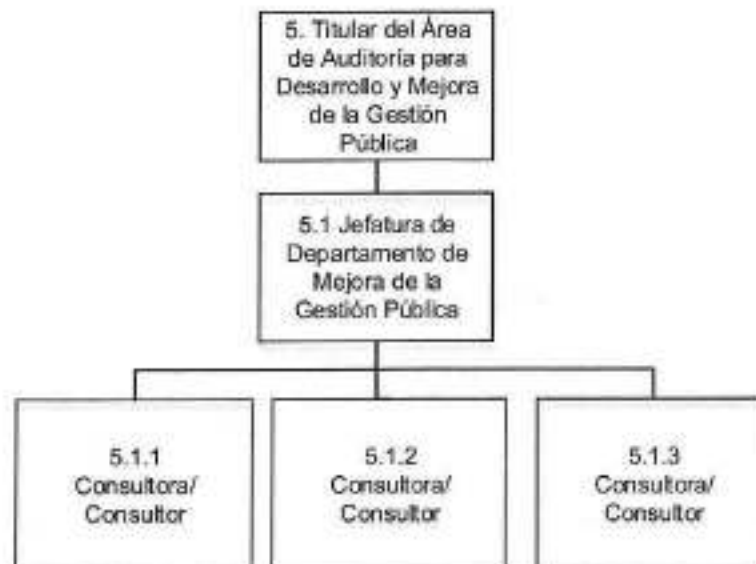 5. Titular del Área
de Auditoría para
Desarrollo y Mejora
de la Gestión
Pública
5.1 Jefatura de
Departamento de
Mejora de la
Gestión Pública
5.1.1
Consultora/
Consultor
5.1.2
Consultora/
Consultor
5.1.3
Consultora/
Consultor